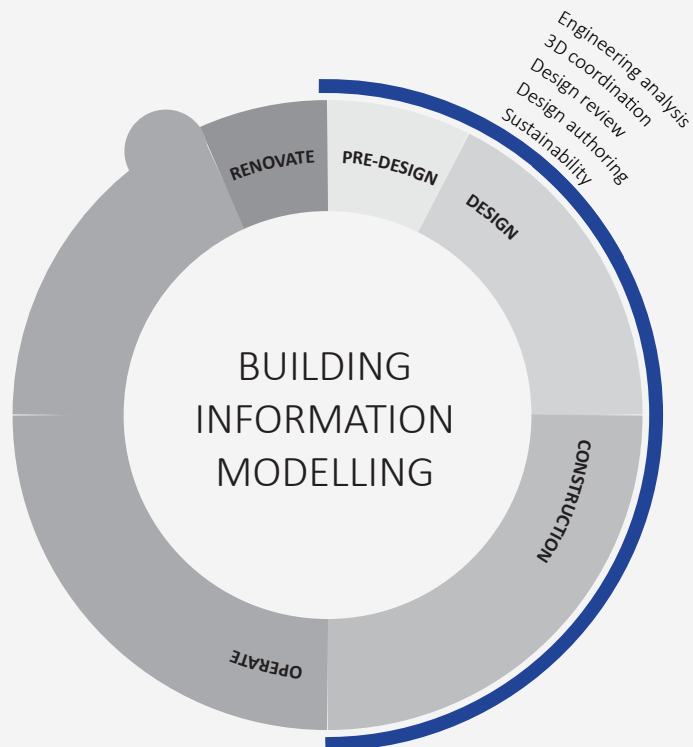 Engineering analysis
3D coordination
Design review
Design authoring
Sustainability
RENOVATE
PRE-DESIGN
DESIGN
BUILDING
INFORMATION
MODELLING
CONSTRUCTION
OPERATE